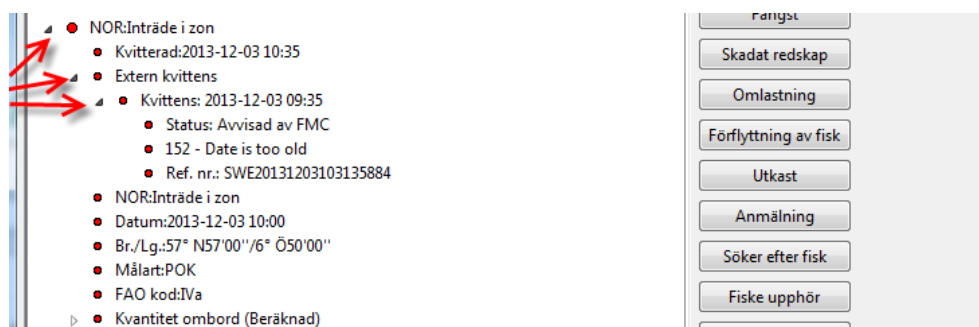 NOR:Inträde i zon
Kvitterad:2013-12-03 10:35
Extern kvittens
Kvittens: 2013-12-03 09:35
Status: Avvisad av FMC
152 - Date is too old
Ref. nr.: SWE20131203103135884
NOR:Inträde i zon
Datum:2013-12-03 10:00
Br./Lg.:57° N57'00''/6° Ö50'00''
Målart:POK
FAO kod:IVa
Kvantitet ombord (Beräknad)
Fångst
Skadat redskap
Omlastning
Förflyttning av fisk
Utkast
Anmälning
Söker efter fisk
Fiske upphör